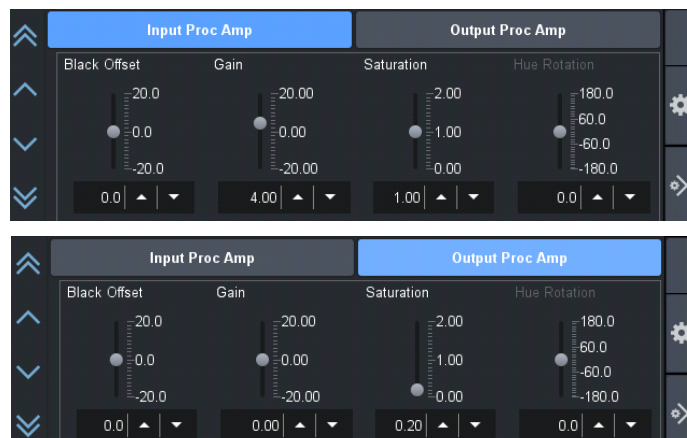 Input Proc Amp Output Proc Amp
Black Offset Gain Saturation Hue Rotation
20.0 20.00 2.00 180.0
60.0
0.0 0.00 1.00
-60.0
-20.0 -20.00 0.00 -180.0
0.0 4.00 1.00 0.0
Input Proc Amp Output Proc Amp
Black Offset Gain Saturation Hue Rotation
20.0 20.00 2.00 180.0
60.0
0.0 0.00 1.00
-60.0
-20.0 -20.00 0.00 -180.0
0.0 0.00 0.20 0.0